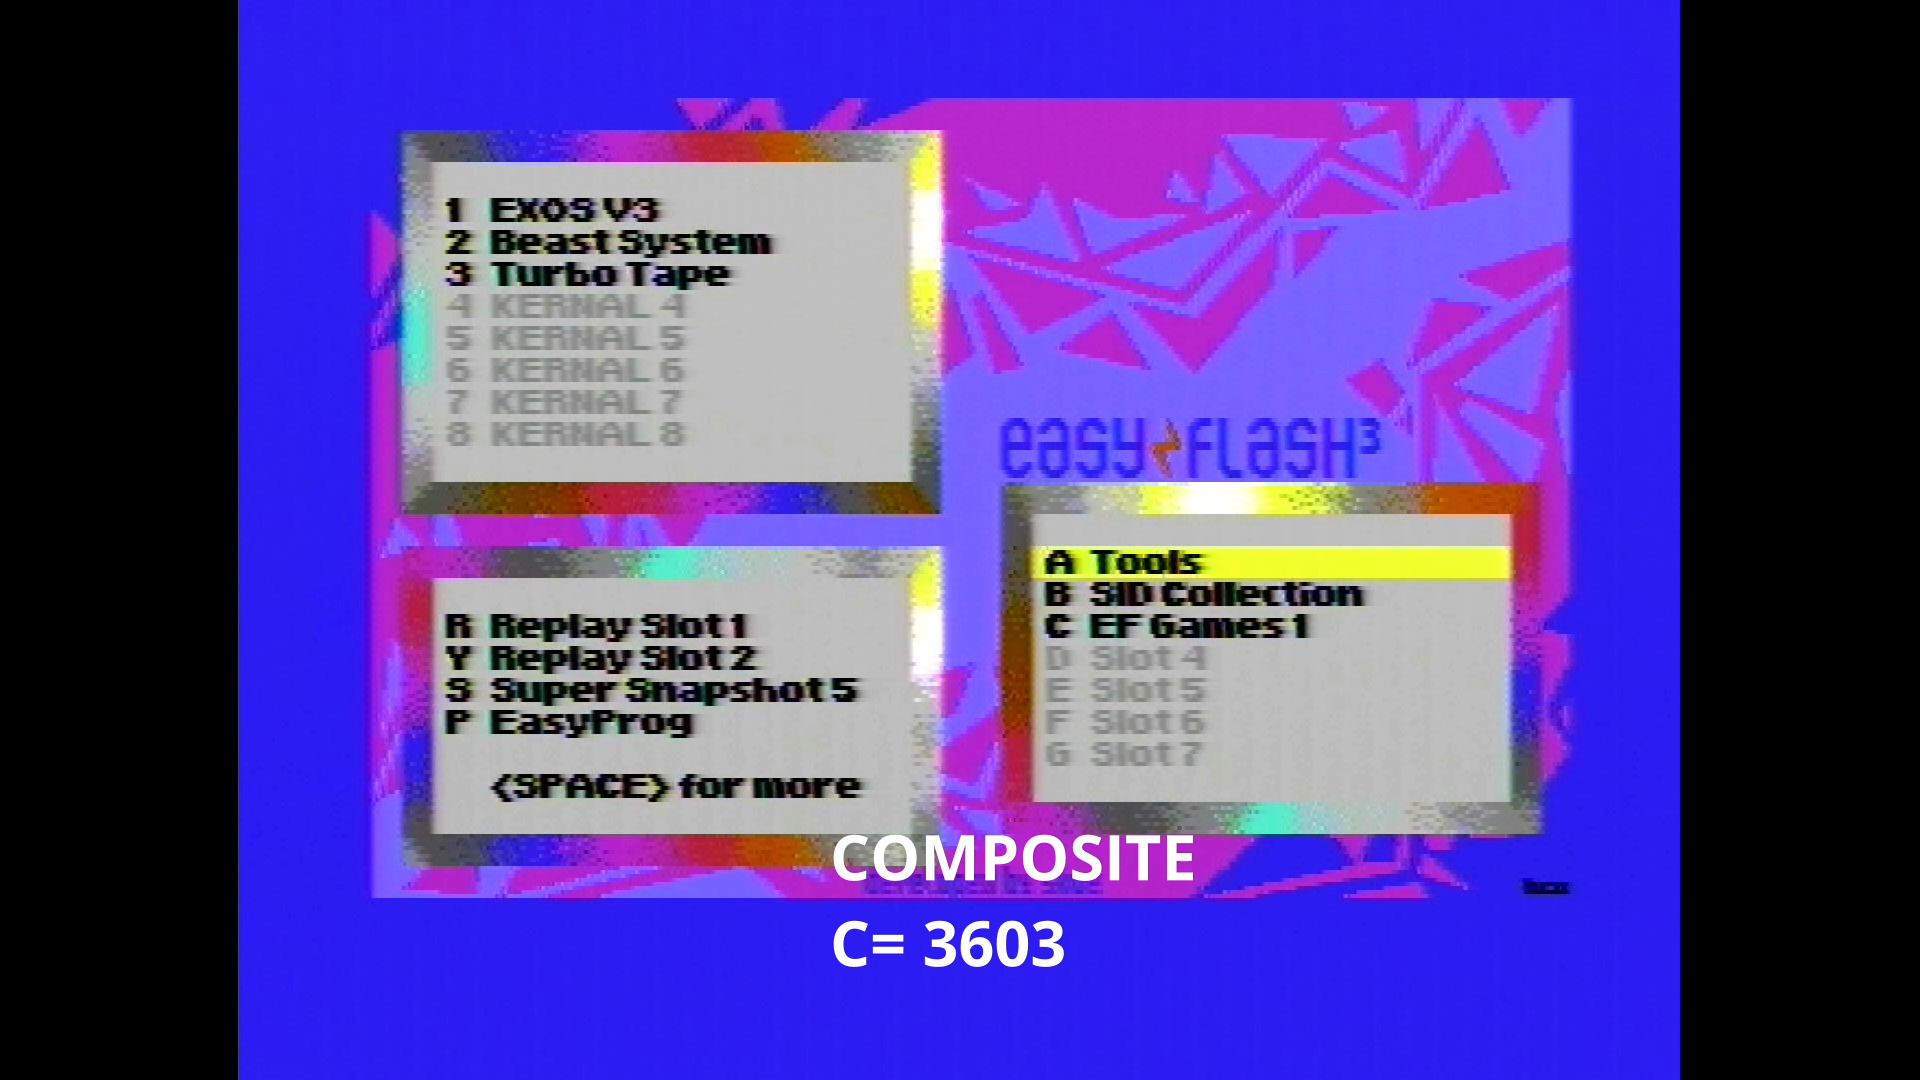 1 EXOS V3
2 Beast System
3 Turbo Tape
4 KERNAL 4
5 KERNAL 5
6 KERNAL 6
7 KERNAL 7
8 KERNAL 8
easy flash³
A Tools
B SID Collection
C EF Games 1
D Slot 4
E Slot 5
F Slot 6
G Slot 7
R Replay Slot 1
Y Replay Slot 2
S Super Snapshot 5
P EasyProg
<SPACE> for more
COMPOSITE
C= 3603